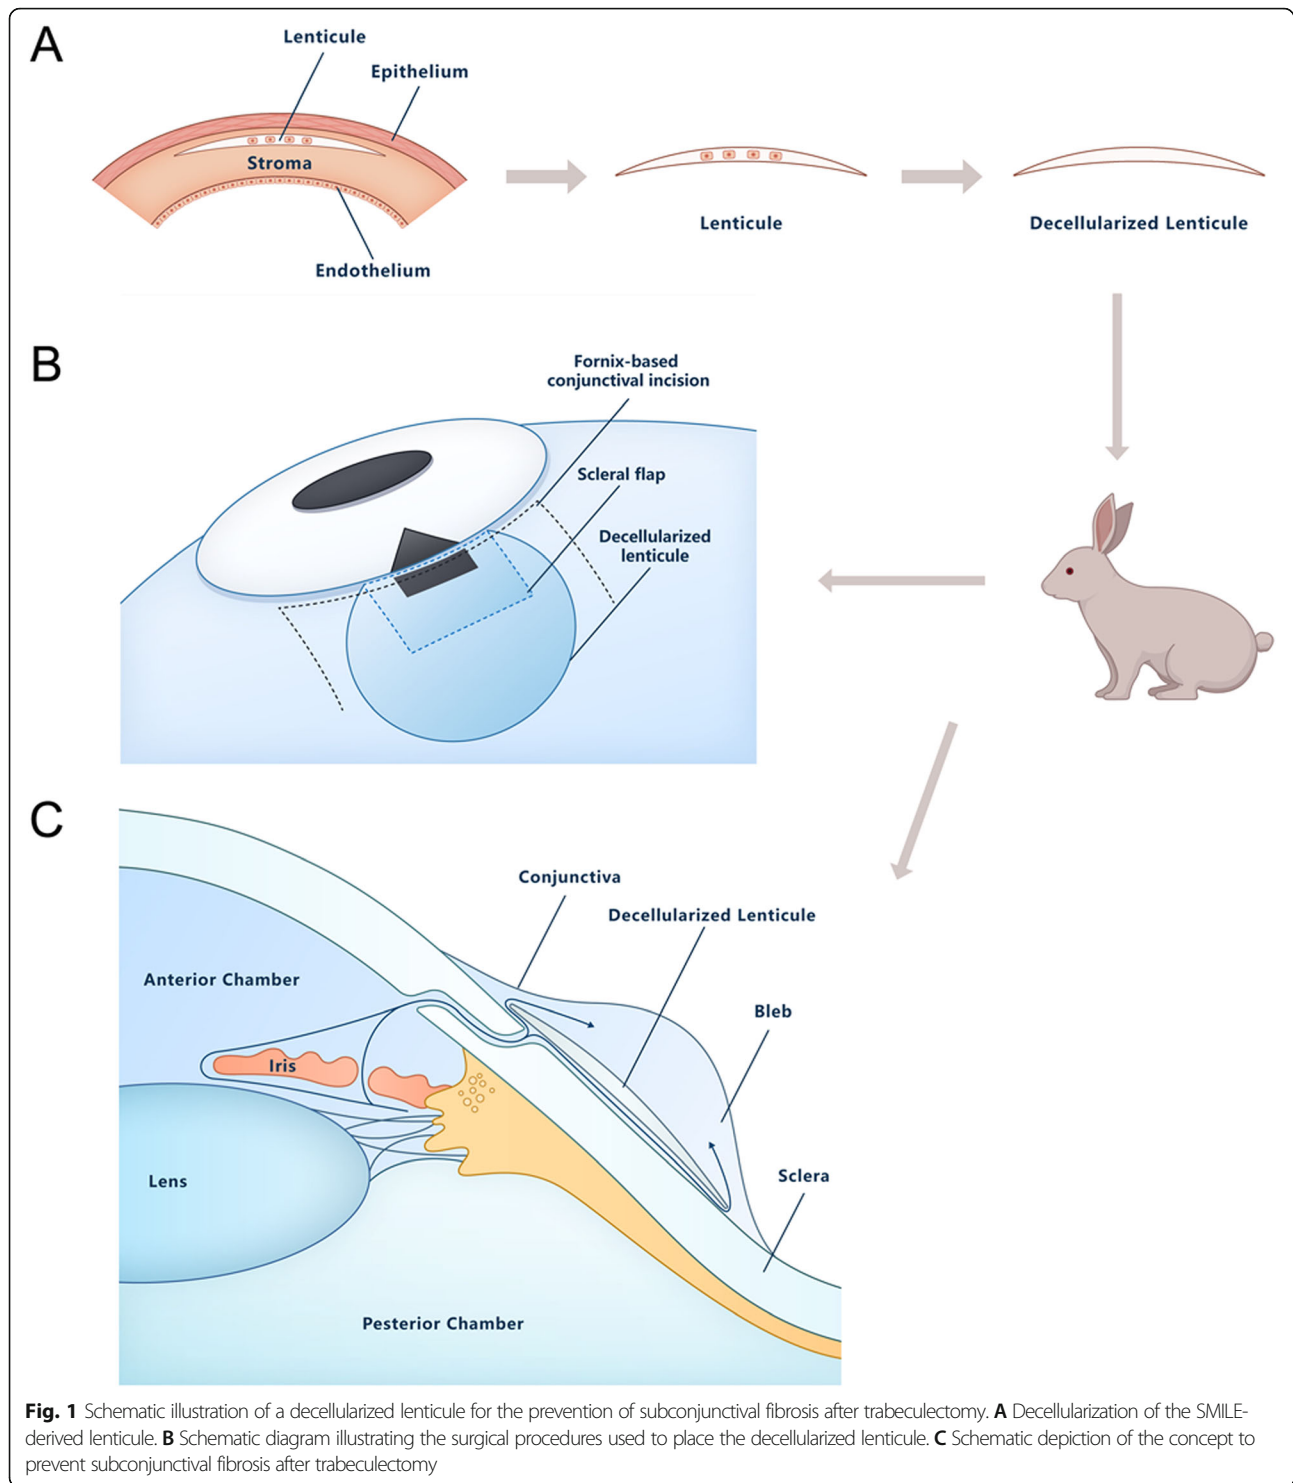 A
Lenticule
Epithelium
Stroma
Endothelium
Lenticule
Decellularized Lenticule
B
Fornix-based
conjunctival incision
Scleral flap
Decellularized
lenticule
C
Conjunctiva
Decellularized Lenticule
Anterior Chamber
Bleb
Iris
Lens
Sclera
Pesterior Chamber
Fig. 1 Schematic illustration of a decellularized lenticule for the prevention of subconjunctival fibrosis after trabeculectomy. A Decellularization of the SMILE-
derived lenticule. B Schematic diagram illustrating the surgical procedures used to place the decellularized lenticule. C Schematic depiction of the concept to
prevent subconjunctival fibrosis after trabeculectomy